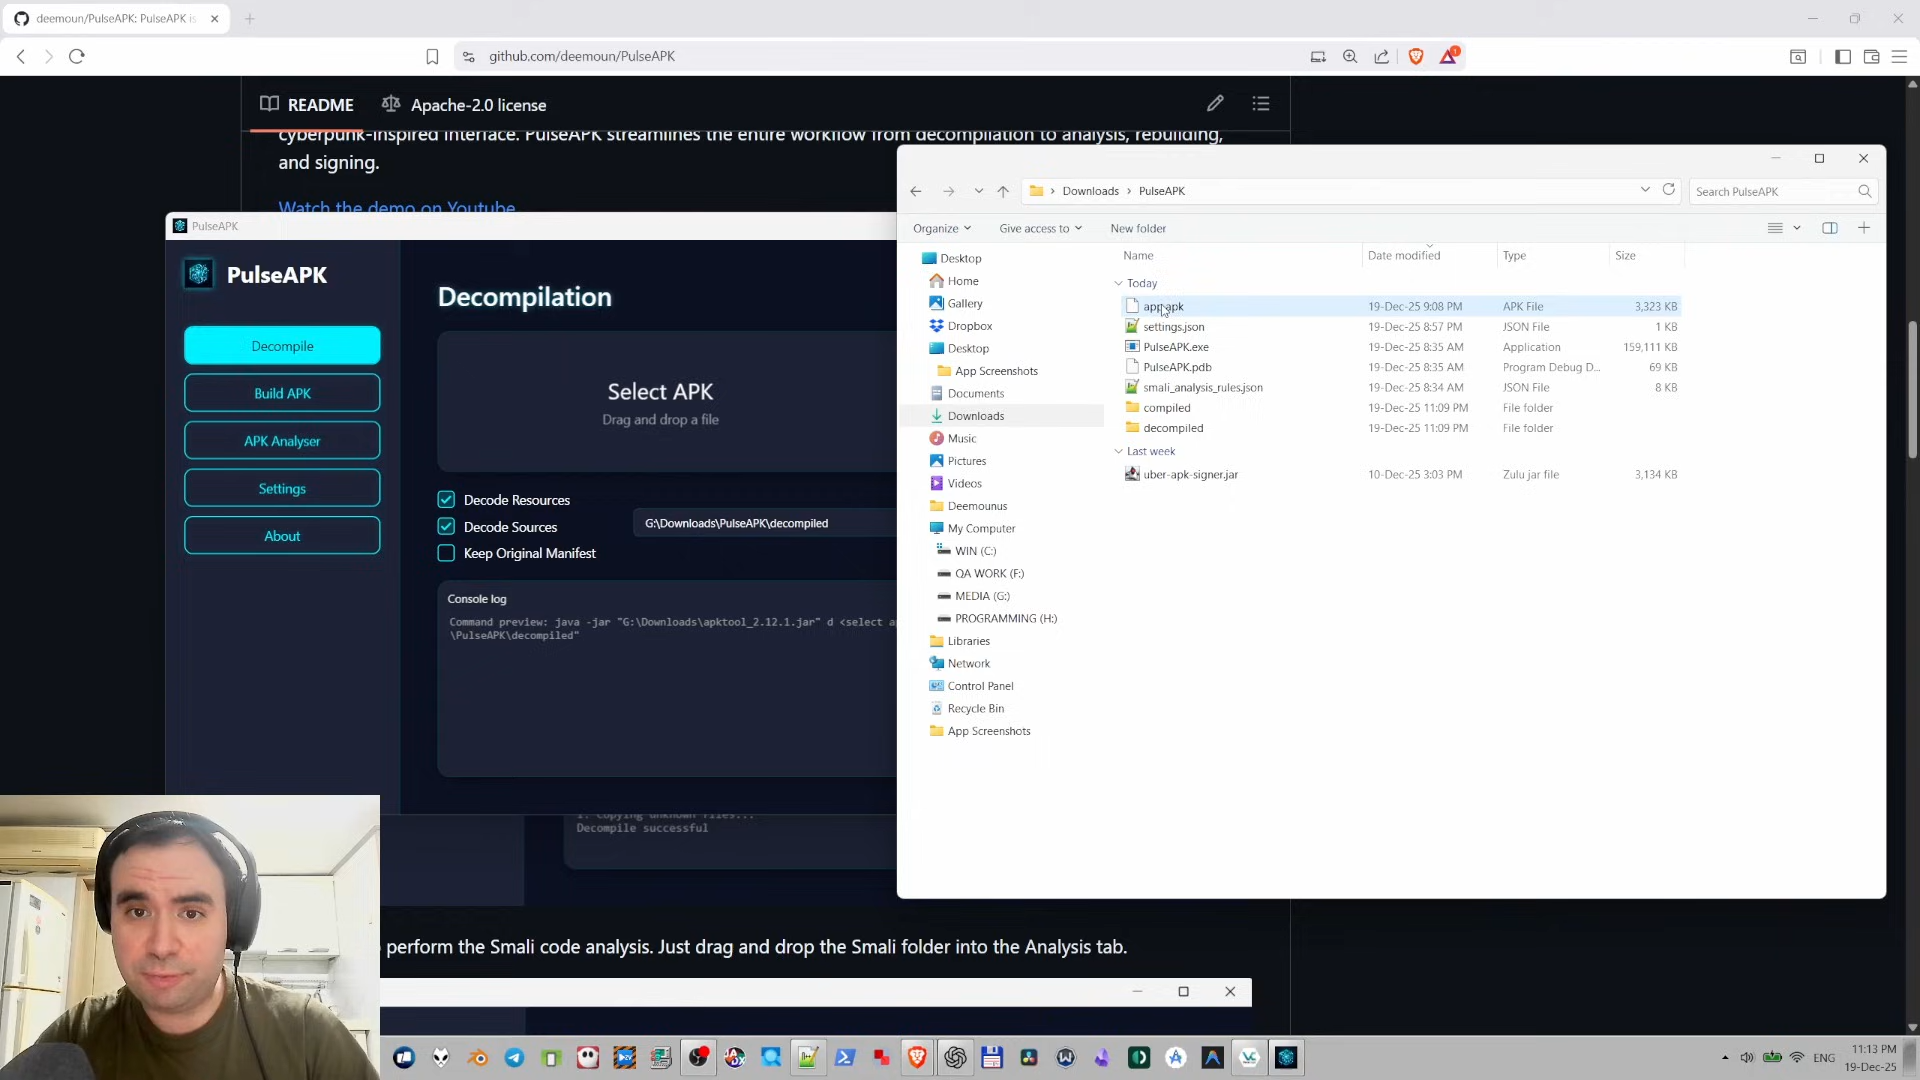 deemoun/PulseAPK: PulseAPK is
github.com/deemoun/PulseAPK
README
Apache-2.0 license
cyberpunk-inspired interface. PulseAPK streamlines the entire workflow from decompilation to analysis, rebuilding,
and signing.
Watch the demo on Youtube
PulseAPK
PulseAPK
Decompile
Build APK
APK Analyser
Settings
About
Decompilation
Select APK
Drag and drop a file
Decode Resources
Decode Sources
Keep Original Manifest
G:\Downloads\PulseAPK\decompiled
Console log
Command preview: java -jar "G:\Downloads\apktool_2.12.1.jar" d <select ap
\PulseAPK\decompiled"
Downloads
PulseAPK
Search PulseAPK
Organize
Give access to
New folder
Desktop
Home
Gallery
Dropbox
Desktop
App Screenshots
Documents
Downloads
Music
Pictures
Videos
Deemounus
My Computer
WIN (C:)
QA WORK (F:)
MEDIA (G:)
PROGRAMMING (H:)
Libraries
Network
Control Panel
Recycle Bin
App Screenshots
Name Date modified Type Size
Today
app.apk 19-Dec-25 9:08 PM APK File 3,323 KB
settings.json 19-Dec-25 8:57 PM JSON File 1 KB
PulseAPK.exe 19-Dec-25 8:35 AM Application 159,111 KB
PulseAPK.pdb 19-Dec-25 8:35 AM Program Debug D... 69 KB
smali_analysis_rules.json 19-Dec-25 8:34 AM JSON File 8 KB
compiled 19-Dec-25 11:09 PM File folder
decompiled 19-Dec-25 11:09 PM File folder
Last week
uber-apk-signer.jar 10-Dec-25 3:03 PM Zulu jar file 3,134 KB
I: Copying unknown files...
Decompile successful
perform the Smali code analysis. Just drag and drop the Smali folder into the Analysis tab.
ENG
11:13 PM
19-Dec-25